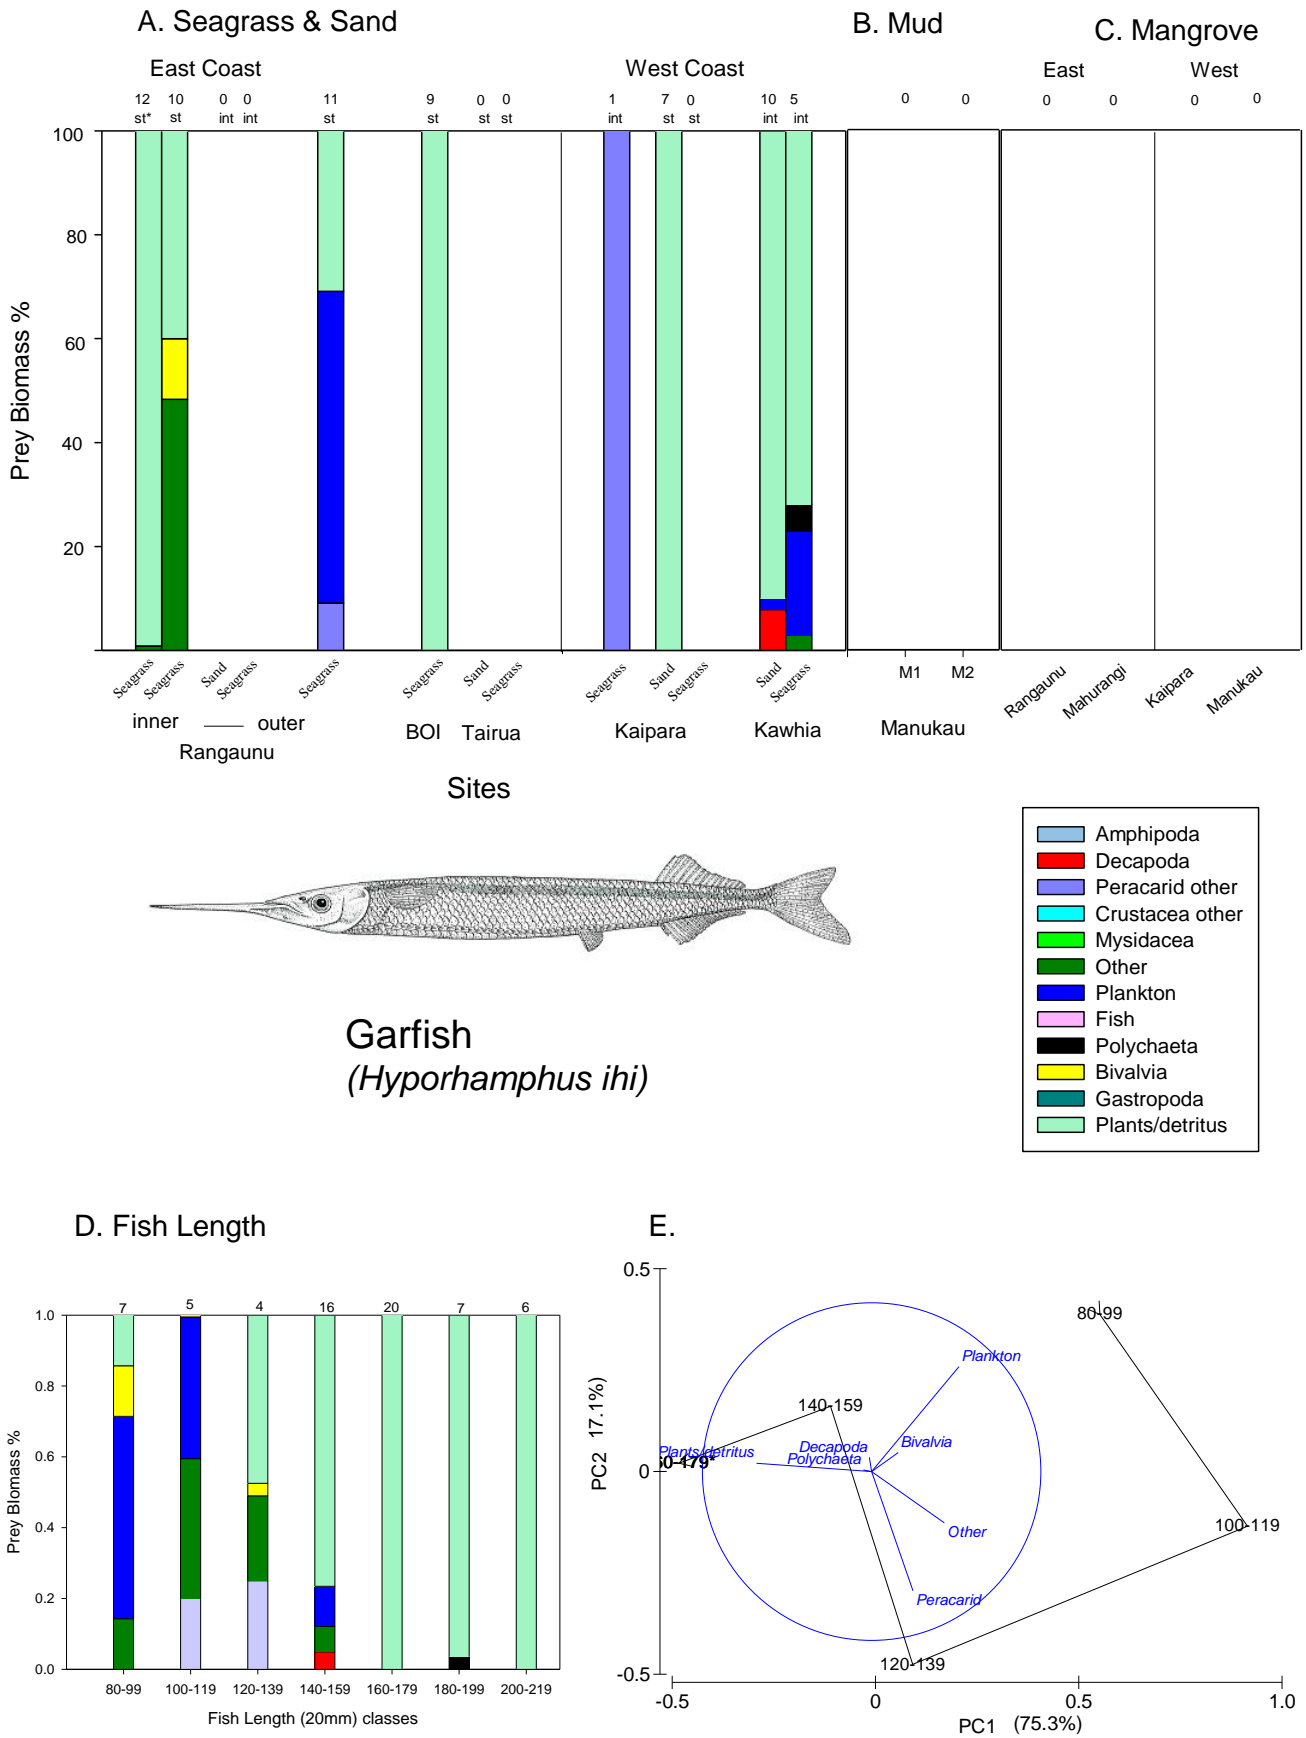 A. Seagrass & Sand
B. Mud
C. Mangrove
East Coast
West Coast
East
West
12 10 0 0 11 9 0 0 1 7 0 10 5 0 0 0 0 0 0
st* st int int st st st st int st st int int
100
80
60
40
20
Prey Biomass %
Seagrass
Seagrass
Sand
Seagrass
Seagrass
Seagrass
Sand
Seagrass
Seagrass
Sand
Seagrass
Sand
Seagrass
M1
M2
Rangaunu
Mahurangi
Kaipara
Manukau
inner
outer
Rangaunu
BOI
Tairua
Kaipara
Kawhia
Manukau
Sites
Amphipoda
Decapoda
Peracarid other
Crustacea other
Mysidacea
Other
Plankton
Fish
Polychaeta
Bivalvia
Gastropoda
Plants/detritus
Garfish
(Hyporhamphus ihi)
D. Fish Length
7 5 4 16 20 7 6
1.0
0.8
0.6
0.4
0.2
0.0
Prey BIomass %
80-99 100-119 120-139 140-159 160-179 180-199 200-219
Fish Length (20mm) classes
E.
0.5
0
-0.5
PC2 17.1%)
80-99
Plankton
140-159
Bivalvia
Decapoda
Plants/detritus
Polychaeta
60-179*
100-119
Other
Peracarid
120-139
-0.5 0 0.5 1.0
PC1 (75.3%)